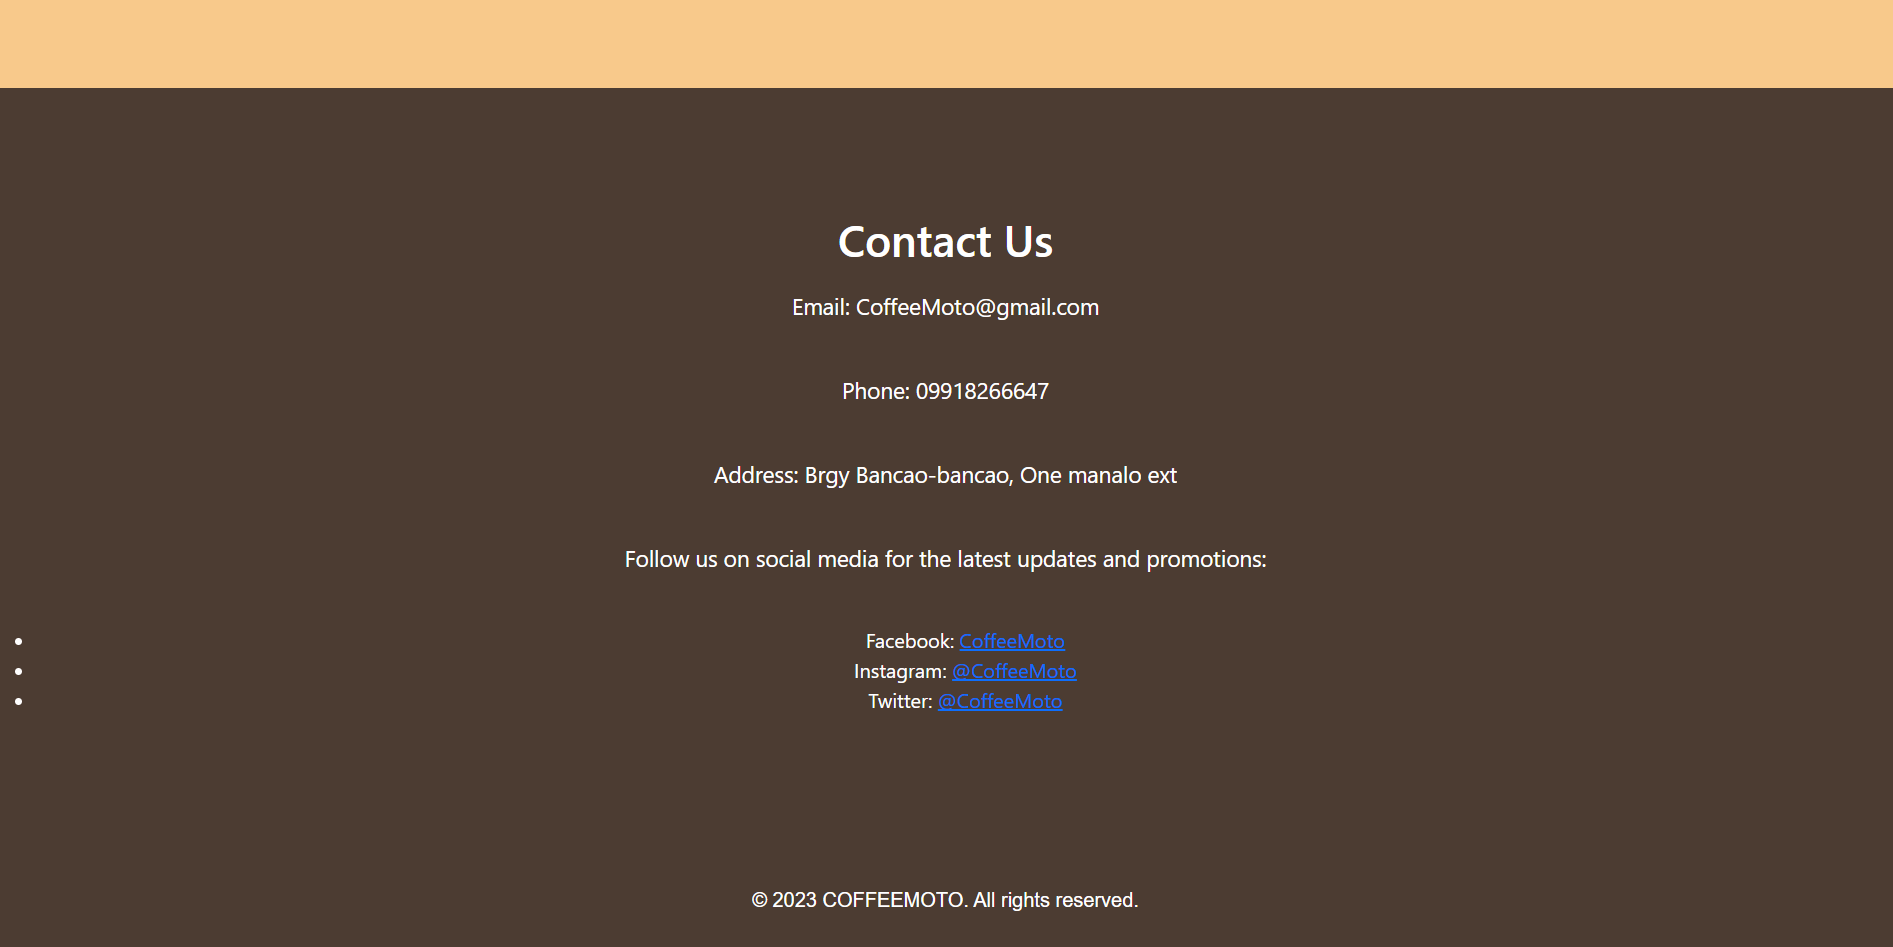 Contact Us
Email: CoffeeMoto@gmail.com
Phone: 09918266647
Address: Brgy Bancao-bancao, One manalo ext
Follow us on social media for the latest updates and promotions:
• Facebook: CoffeeMoto
• Instagram: @CoffeeMoto
• Twitter: @CoffeeMoto
© 2023 COFFEEMOTO. All rights reserved.